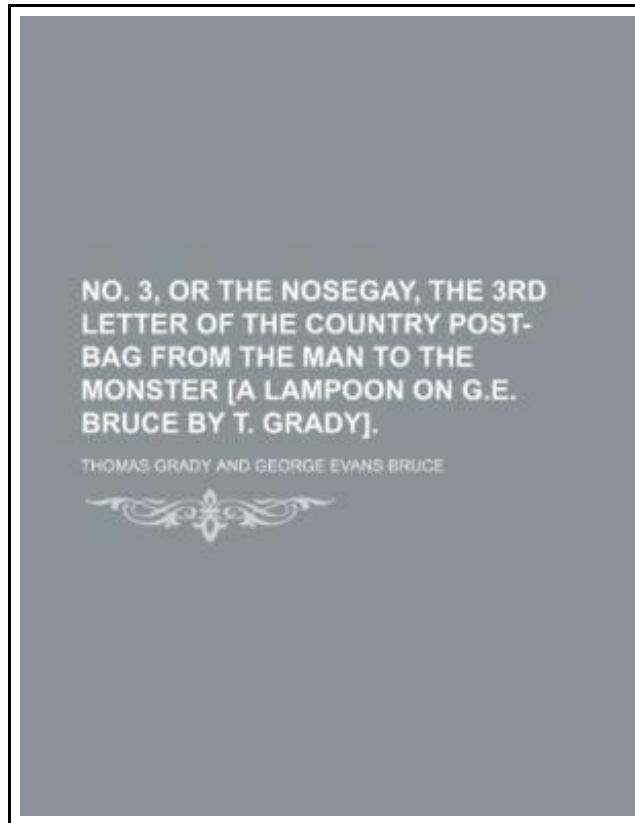 NO. 3, OR THE NOSEGAY, THE 3RD
LETTER OF THE COUNTRY POST-
BAG FROM THE MAN TO THE
MONSTER [A LAMPOON ON G.E.
BRUCE BY T. GRADY].
THOMAS GRADY AND GEORGE EVANS BRUCE